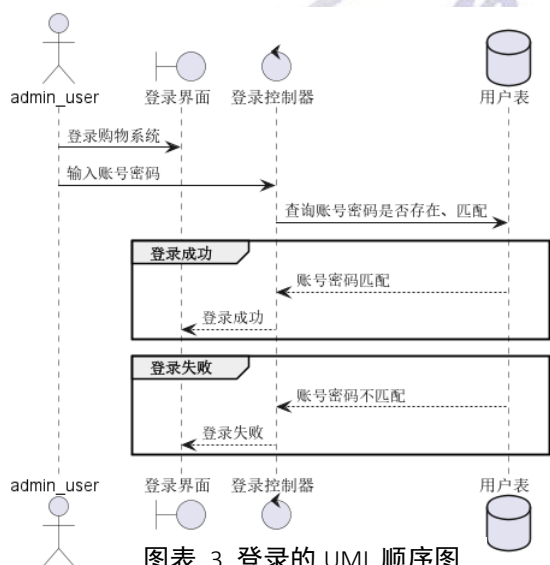 admin_user 登录界面 登录控制器 用户表
登录购物系统
输入账号密码
查询账号密码是否存在、匹配
登录成功
账号密码匹配
登录成功
登录失败
账号密码不匹配
登录失败
admin_user 登录界面 登录控制器 用户表
图表 3 登录的 UML 顺序图